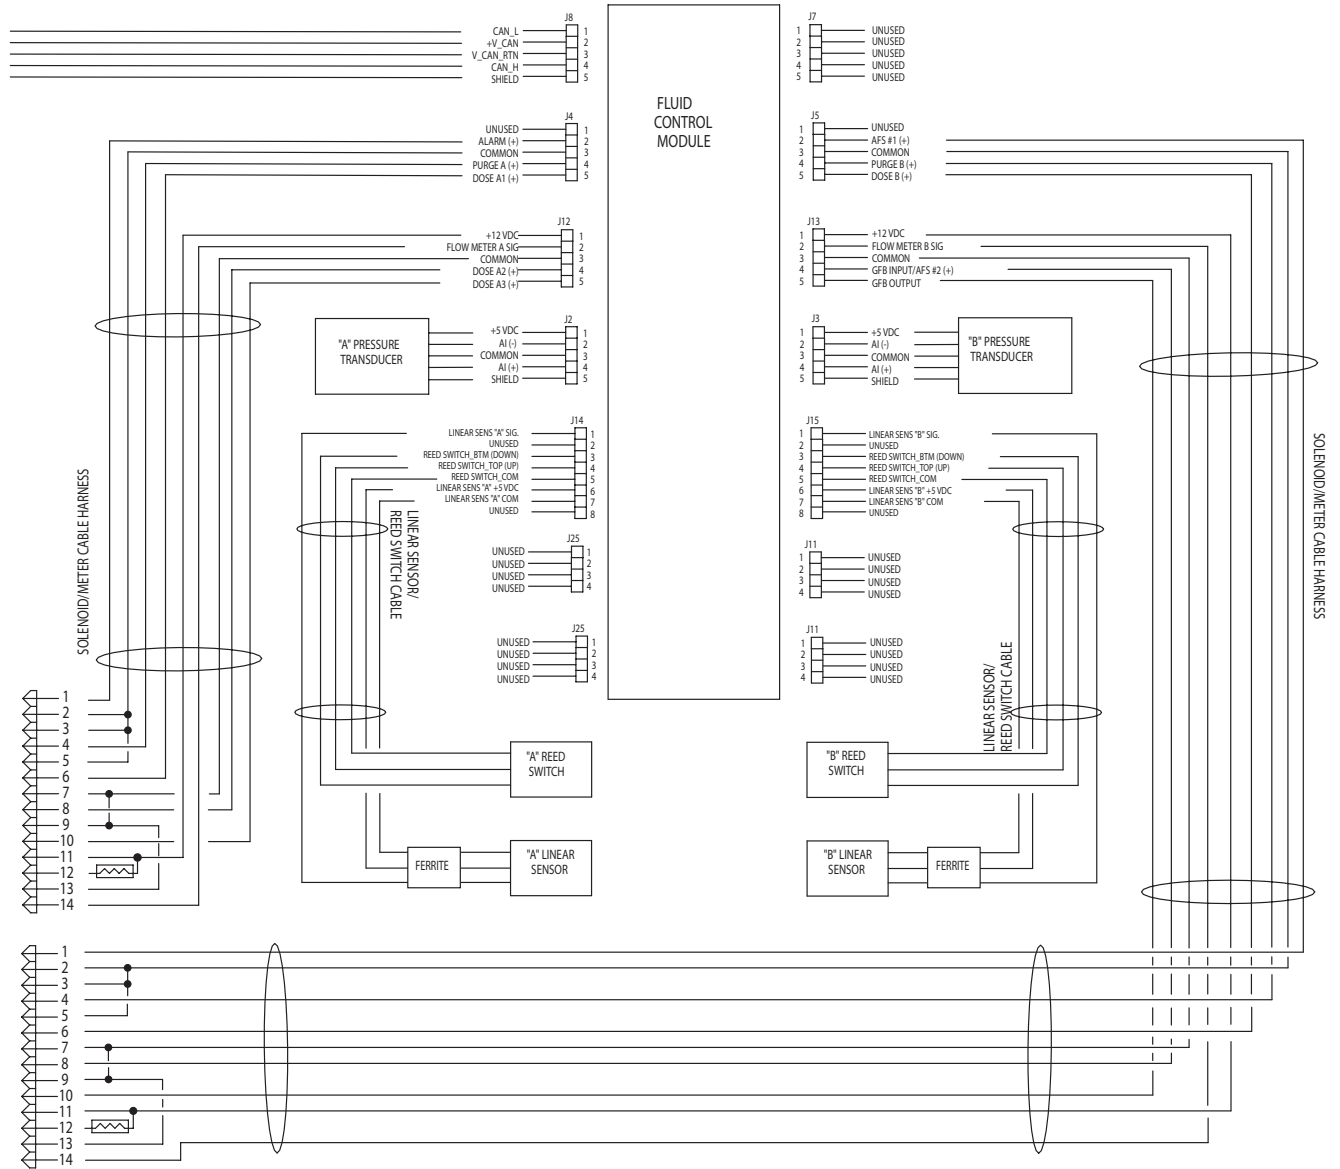 J8
CAN_L 1
+V_CAN 2
V_CAN_RTN 3
CAN_H 4
SHIELD 5
J4
UNUSED 1
ALARM (+) 2
COMMON 3
PURGE A (+) 4
DOSE A1 (+) 5
J12
+12 VDC 1
FLOW METER A SIG 2
COMMON 3
DOSE A2 (+) 4
DOSE A3 (+) 5
J2
+5 VDC 1
AI (-) 2
COMMON 3
AI (+) 4
SHIELD 5
"A" PRESSURE
TRANSDUCER
J14
LINEAR SENS "A" SIG. 1
UNUSED 2
REED SWITCH_BTM (DOWN) 3
REED SWITCH_TOP (UP) 4
REED SWITCH_COM 5
LINEAR SENS "A" +5 VDC 6
LINEAR SENS "A" COM 7
UNUSED 8
J25
UNUSED 1
UNUSED 2
UNUSED 3
UNUSED 4
J25
UNUSED 1
UNUSED 2
UNUSED 3
UNUSED 4
SOLENOID/METER CABLE HARNESS
LINEAR SENSOR/
REED SWITCH CABLE
"A" REED
SWITCH
FERRITE
"A" LINEAR
SENSOR
FLUID
CONTROL
MODULE
J7
1 UNUSED
2 UNUSED
3 UNUSED
4 UNUSED
5 UNUSED
J5
1 UNUSED
2 AFS #1 (+)
3 COMMON
4 PURGE B (+)
5 DOSE B (+)
J13
1 +12 VDC
2 FLOW METER B SIG
3 COMMON
4 GFB INPUT/AFS #2 (+)
5 GFB OUTPUT
J3
1 +5 VDC
2 AI (-)
3 COMMON
4 AI (+)
5 SHIELD
"B" PRESSURE
TRANSDUCER
J15
1 LINEAR SENS "B" SIG.
2 UNUSED
3 REED SWITCH_BTM (DOWN)
4 REED SWITCH_TOP (UP)
5 REED SWITCH_COM
6 LINEAR SENS "B" +5 VDC
7 LINEAR SENS "B" COM
8 UNUSED
J11
1 UNUSED
2 UNUSED
3 UNUSED
4 UNUSED
J11
1 UNUSED
2 UNUSED
3 UNUSED
4 UNUSED
LINEAR SENSOR/
REED SWITCH CABLE
SOLENOID/METER CABLE HARNESS
"B" REED
SWITCH
"B" LINEAR
SENSOR
FERRITE
1
2
3
4
5
6
7
8
9
10
11
12
13
14
1
2
3
4
5
6
7
8
9
10
11
12
13
14